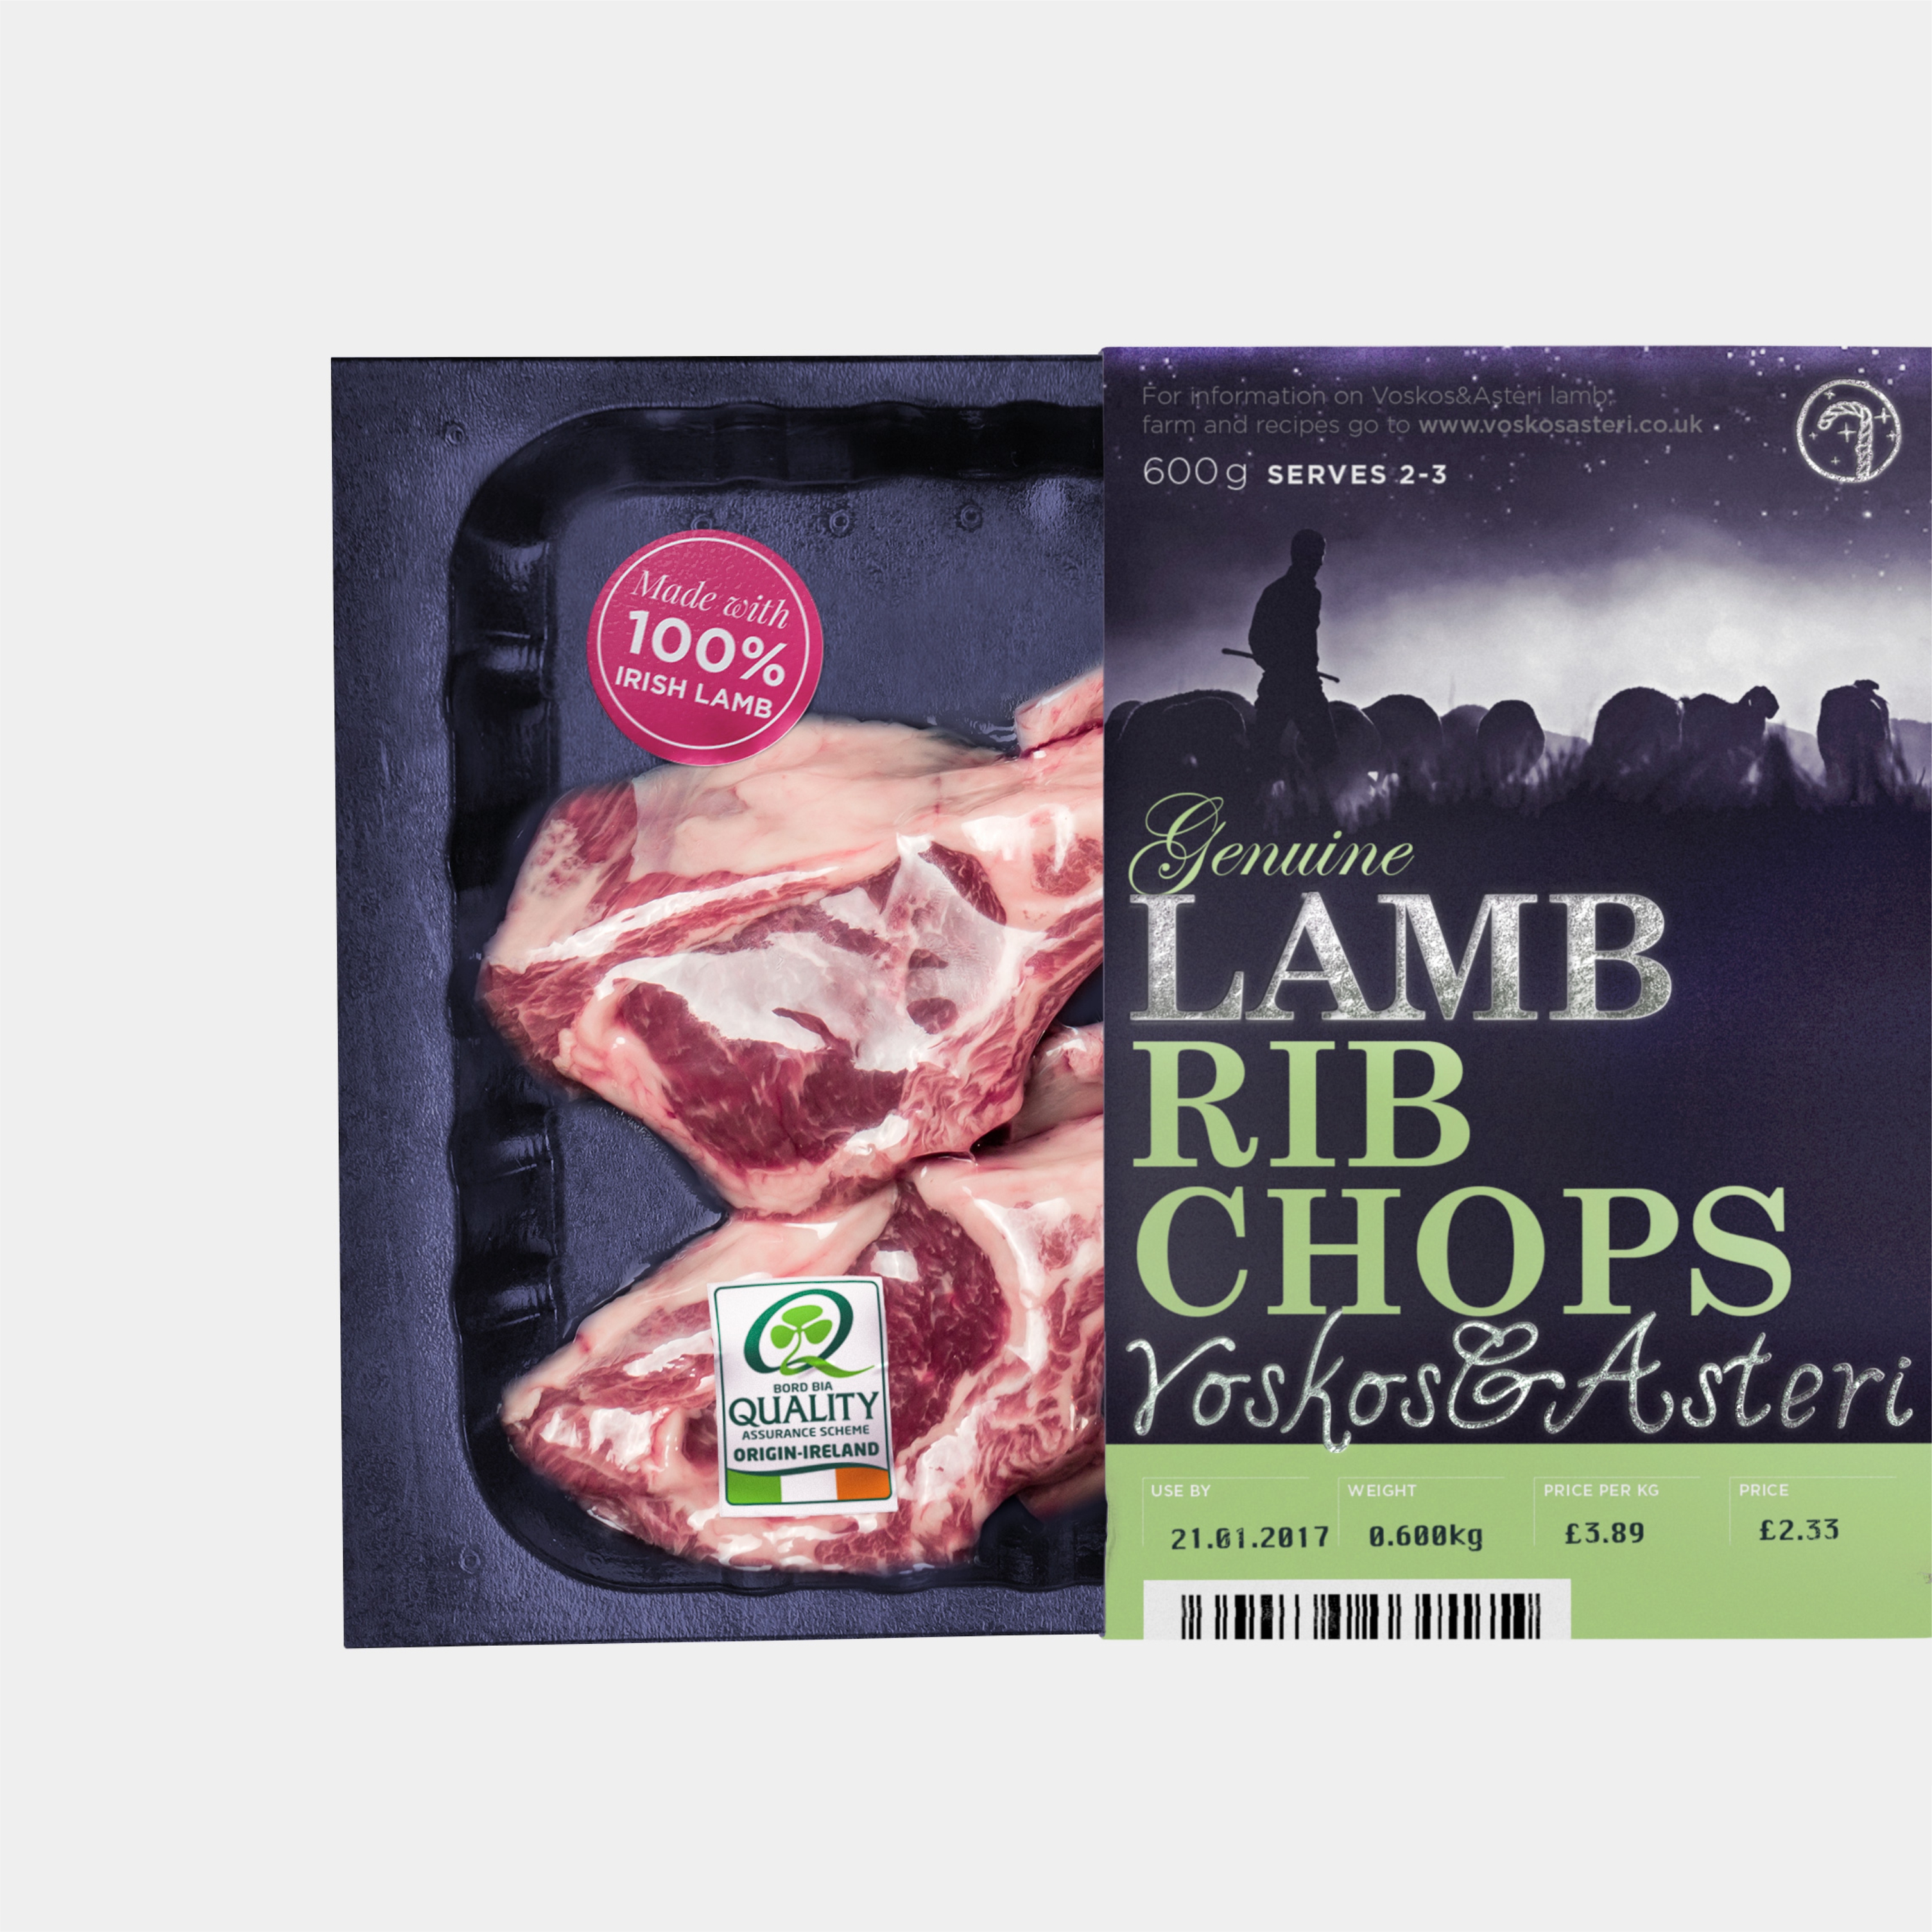 Made with
100%
IRISH LAMB
BORD BIA
QUALITY
ASSURANCE SCHEME
ORIGIN-IRELAND
For information on Voskos&Asteri lamb,
farm and recipes go to www.voskosasteri.co.uk
600g SERVES 2-3
Genuine
LAMB
RIB
CHOPS
Voskos&Asteri
USE BY WEIGHT PRICE PER KG PRICE
21.01.2017 0.600kg £3.89 £2.33